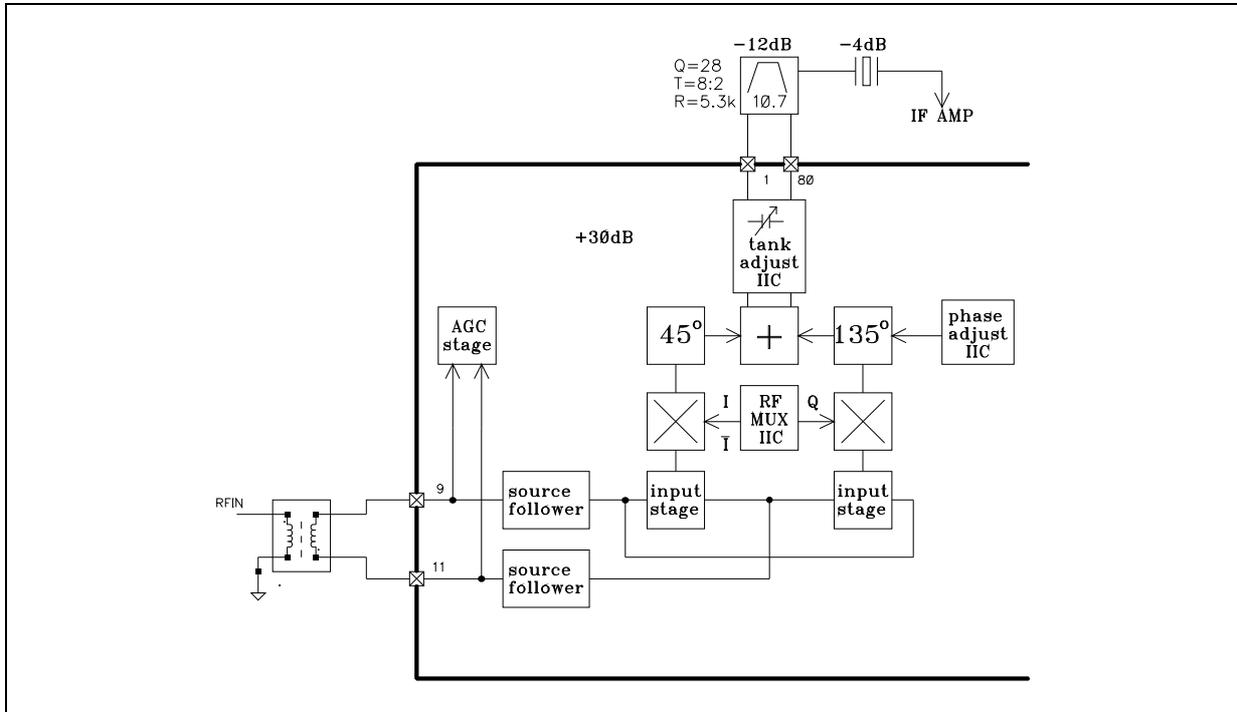 -12dB
-4dB
Q=28
T=8:2
R=5.3k
10.7
IF AMP
1
80
+30dB
tank
adjust
IIC
AGC
stage
45°
+
135°
phase
adjust
IIC
I
Ī
RF
MUX
IIC
Q
RFIN
9
source
follower
input
stage
input
stage
11
source
follower